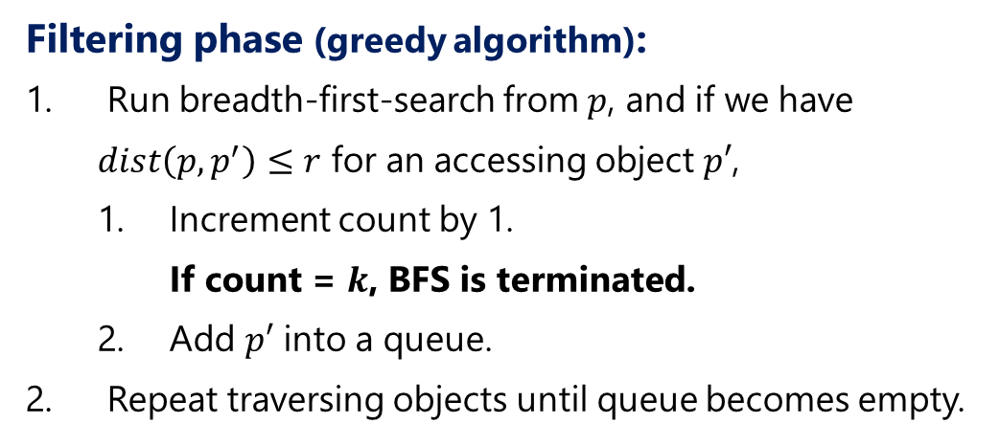 Filtering phase (greedy algorithm):
1. Run breadth-first-search from p, and if we have
dist(p, p′) ≤ r for an accessing object p′,
1. Increment count by 1.
If count = k, BFS is terminated.
2. Add p′ into a queue.
2. Repeat traversing objects until queue becomes empty.